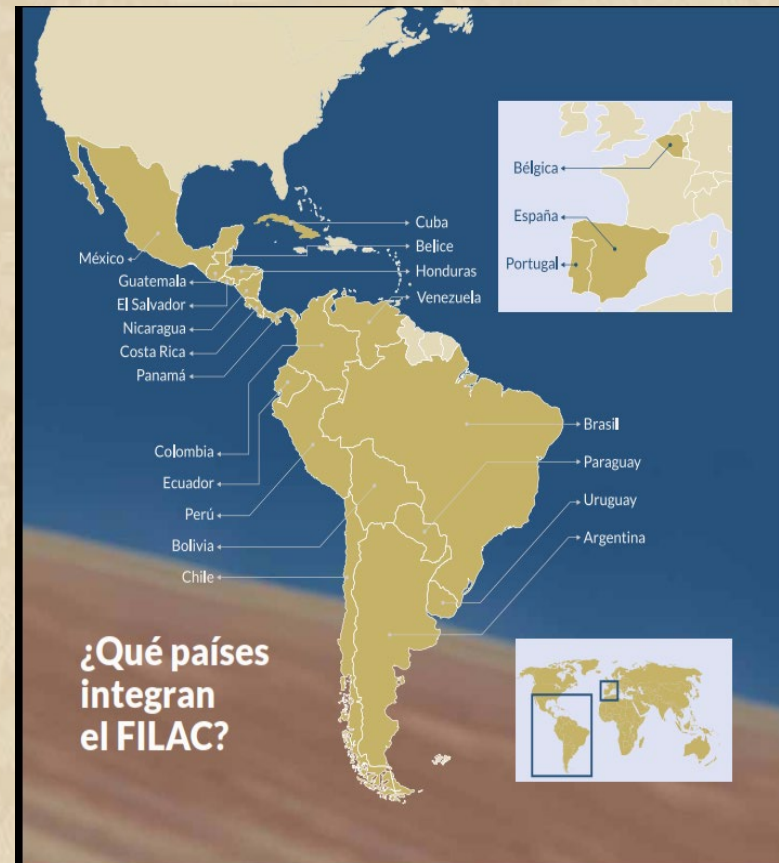 México
Guatemala
El Salvador
Nicaragua
Costa Rica
Panamá
Colombia
Ecuador
Perú
Bolivia
Chile
Cuba
Belice
Honduras
Venezuela
Brasil
Paraguay
Uruguay
Argentina
Bélgica
España
Portugal
¿Qué países
integran
el FILAC?